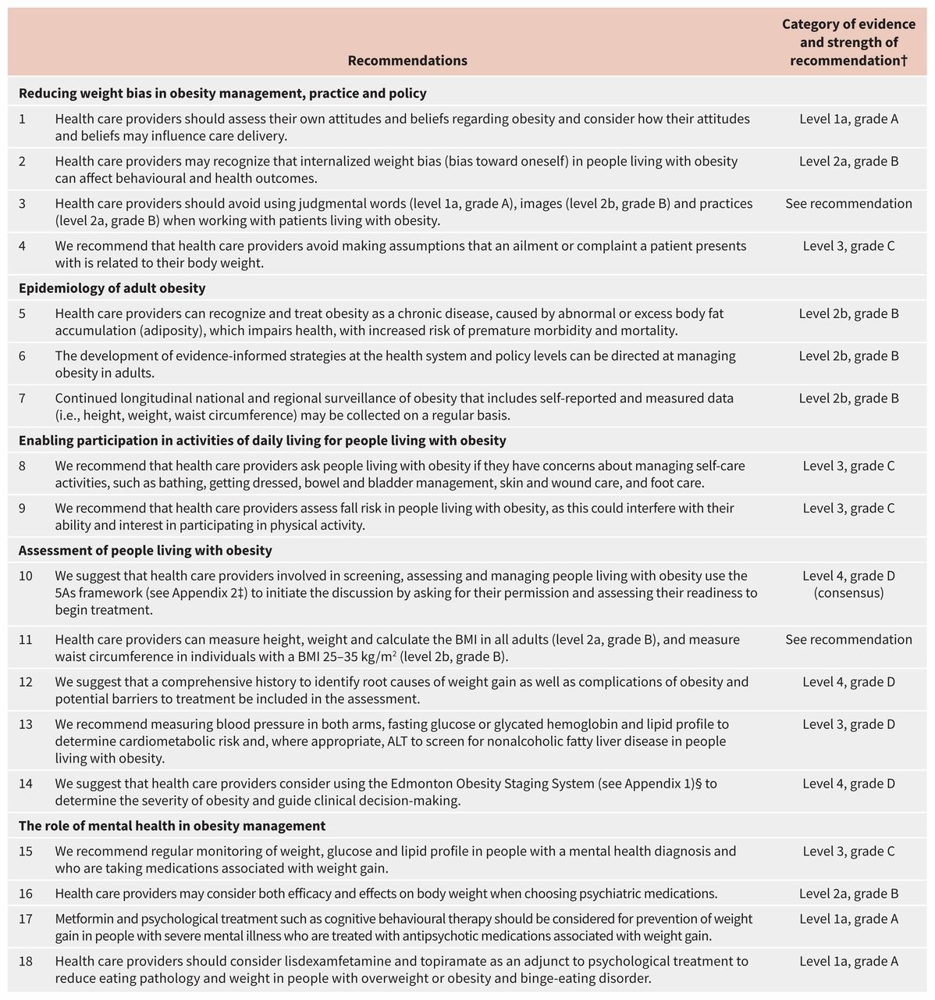 Recommendations
Category of evidence
and strength of
recommendation†
Reducing weight bias in obesity management, practice and policy
1 Health care providers should assess their own attitudes and beliefs regarding obesity and consider how their attitudes Level 1a, grade A
and beliefs may influence care delivery.
2 Health care providers may recognize that internalized weight bias (bias toward oneself) in people living with obesity Level 2a, grade B
can affect behavioural and health outcomes.
3 Health care providers should avoid using judgmental words (level 1a, grade A), images (level 2b, grade B) and practices See recommendation
(level 2a, grade B) when working with patients living with obesity.
4 We recommend that health care providers avoid making assumptions that an ailment or complaint a patient presents Level 3, grade C
with is related to their body weight.
Epidemiology of adult obesity
5 Health care providers can recognize and treat obesity as a chronic disease, caused by abnormal or excess body fat Level 2b, grade B
accumulation (adiposity), which impairs health, with increased risk of premature morbidity and mortality.
6 The development of evidence-informed strategies at the health system and policy levels can be directed at managing Level 2b, grade B
obesity in adults.
7 Continued longitudinal national and regional surveillance of obesity that includes self-reported and measured data Level 2b, grade B
(i.e., height, weight, waist circumference) may be collected on a regular basis.
Enabling participation in activities of daily living for people living with obesity
8 We recommend that health care providers ask people living with obesity if they have concerns about managing self-care Level 3, grade C
activities, such as bathing, getting dressed, bowel and bladder management, skin and wound care, and foot care.
9 We recommend that health care providers assess fall risk in people living with obesity, as this could interfere with their Level 3, grade C
ability and interest in participating in physical activity.
Assessment of people living with obesity
10 We suggest that health care providers involved in screening, assessing and managing people living with obesity use the Level 4, grade D
5As framework (see Appendix 2‡) to initiate the discussion by asking for their permission and assessing their readiness to (consensus)
begin treatment.
11 Health care providers can measure height, weight and calculate the BMI in all adults (level 2a, grade B), and measure See recommendation
waist circumference in individuals with a BMI 25–35 kg/m² (level 2b, grade B).
12 We suggest that a comprehensive history to identify root causes of weight gain as well as complications of obesity and Level 4, grade D
potential barriers to treatment be included in the assessment.
13 We recommend measuring blood pressure in both arms, fasting glucose or glycated hemoglobin and lipid profile to Level 3, grade D
determine cardiometabolic risk and, where appropriate, ALT to screen for nonalcoholic fatty liver disease in people
living with obesity.
14 We suggest that health care providers consider using the Edmonton Obesity Staging System (see Appendix 1)§ to Level 4, grade D
determine the severity of obesity and guide clinical decision-making.
The role of mental health in obesity management
15 We recommend regular monitoring of weight, glucose and lipid profile in people with a mental health diagnosis and Level 3, grade C
who are taking medications associated with weight gain.
16 Health care providers may consider both efficacy and effects on body weight when choosing psychiatric medications. Level 2a, grade B
17 Metformin and psychological treatment such as cognitive behavioural therapy should be considered for prevention of weight Level 1a, grade A
gain in people with severe mental illness who are treated with antipsychotic medications associated with weight gain.
18 Health care providers should consider lisdexamfetamine and topiramate as an adjunct to psychological treatment to Level 1a, grade A
reduce eating pathology and weight in people with overweight or obesity and binge-eating disorder.